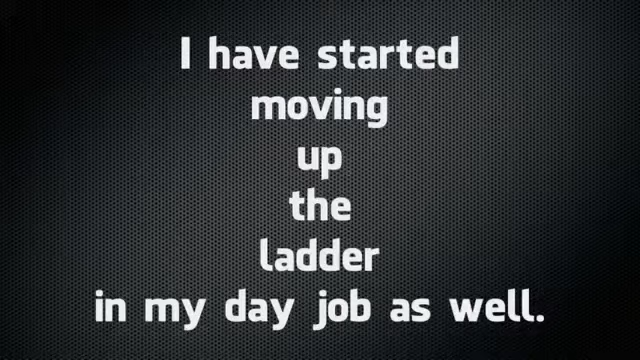 I have started
moving
up
the
ladder
in my day job as well.